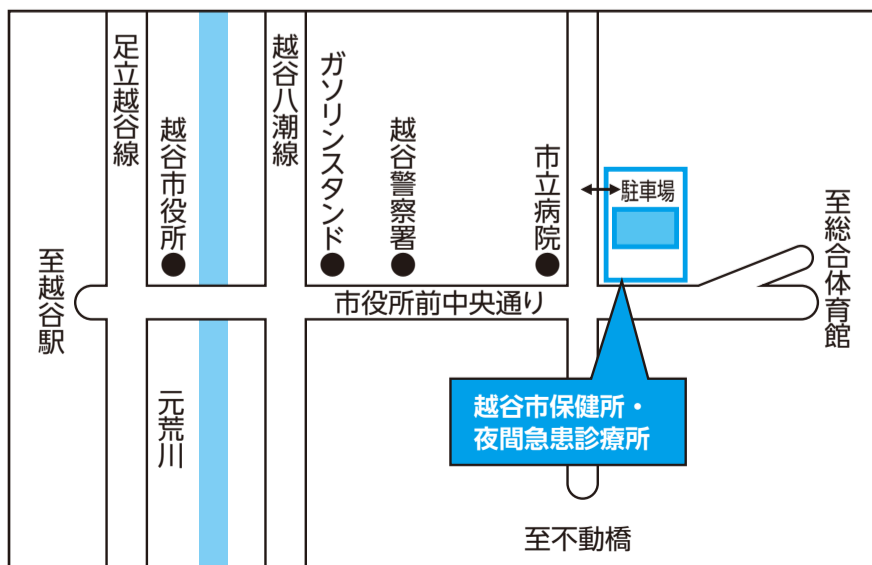 足立越谷線
越谷市役所
越谷八潮線
ガソリンスタンド
越谷警察署
市立病院
駐車場
至総合体育館
至越谷駅
市役所前中央通り
元荒川
越谷市保健所・
夜間急患診療所
至不動橋